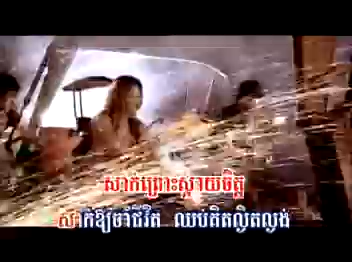 សាកព្រោះស្តាយចិត្ត
សាក់ឱ្យចាំជីវិត ឈប់គិតល្ងិតល្ងង់